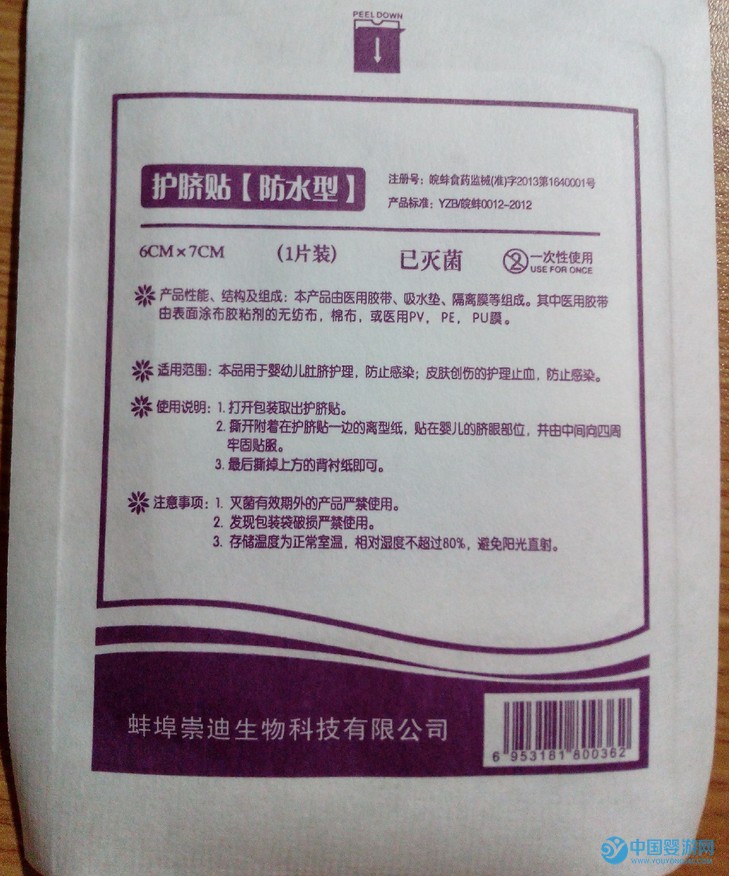 PEEL DOWN
护脐贴【防水型】
注册号：皖蚌食药监械(准)字2013第1640001号
产品标准：YZB/皖蚌0012-2012
6CM×7CM （1片装） 已灭菌 一次性使用
USE FOR ONCE
产品性能、结构及组成：本产品由医用胶带、吸水垫、隔离膜等组成。其中医用胶带
由表面涂布胶粘剂的无纺布，棉布，或医用PV，PE，PU膜。
适用范围：本品用于婴幼儿肚脐护理，防止感染；皮肤创伤的护理止血，防止感染。
使用说明：1. 打开包装取出护脐贴。
2. 撕开附着在护脐贴一边的离型纸，贴在婴儿的脐眼部位，并由中间向四周
牢固贴服。
3. 最后撕掉上方的背衬纸即可。
注意事项：1. 灭菌有效期外的产品严禁使用。
2. 发现包装袋破损严禁使用。
3. 存储温度为正常室温，相对湿度不超过80%，避免阳光直射。
蚌埠崇迪生物科技有限公司
6 953181 800362
中国婴游网
WWW.YOUYONG.CC